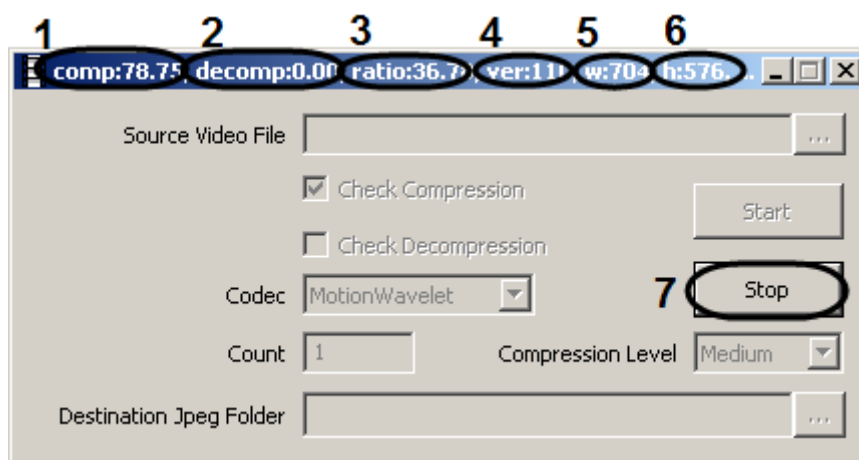 1 2 3 4 5 6
comp:78.75, decomp:0.00, ratio:36.7 ver:110 w:704, h:576, ...
Source Video File ...
Check Compression
Start
Check Decompression
Codec MotionWavelet 7 Stop
Count 1 Compression Level Medium
Destination Jpeg Folder ...